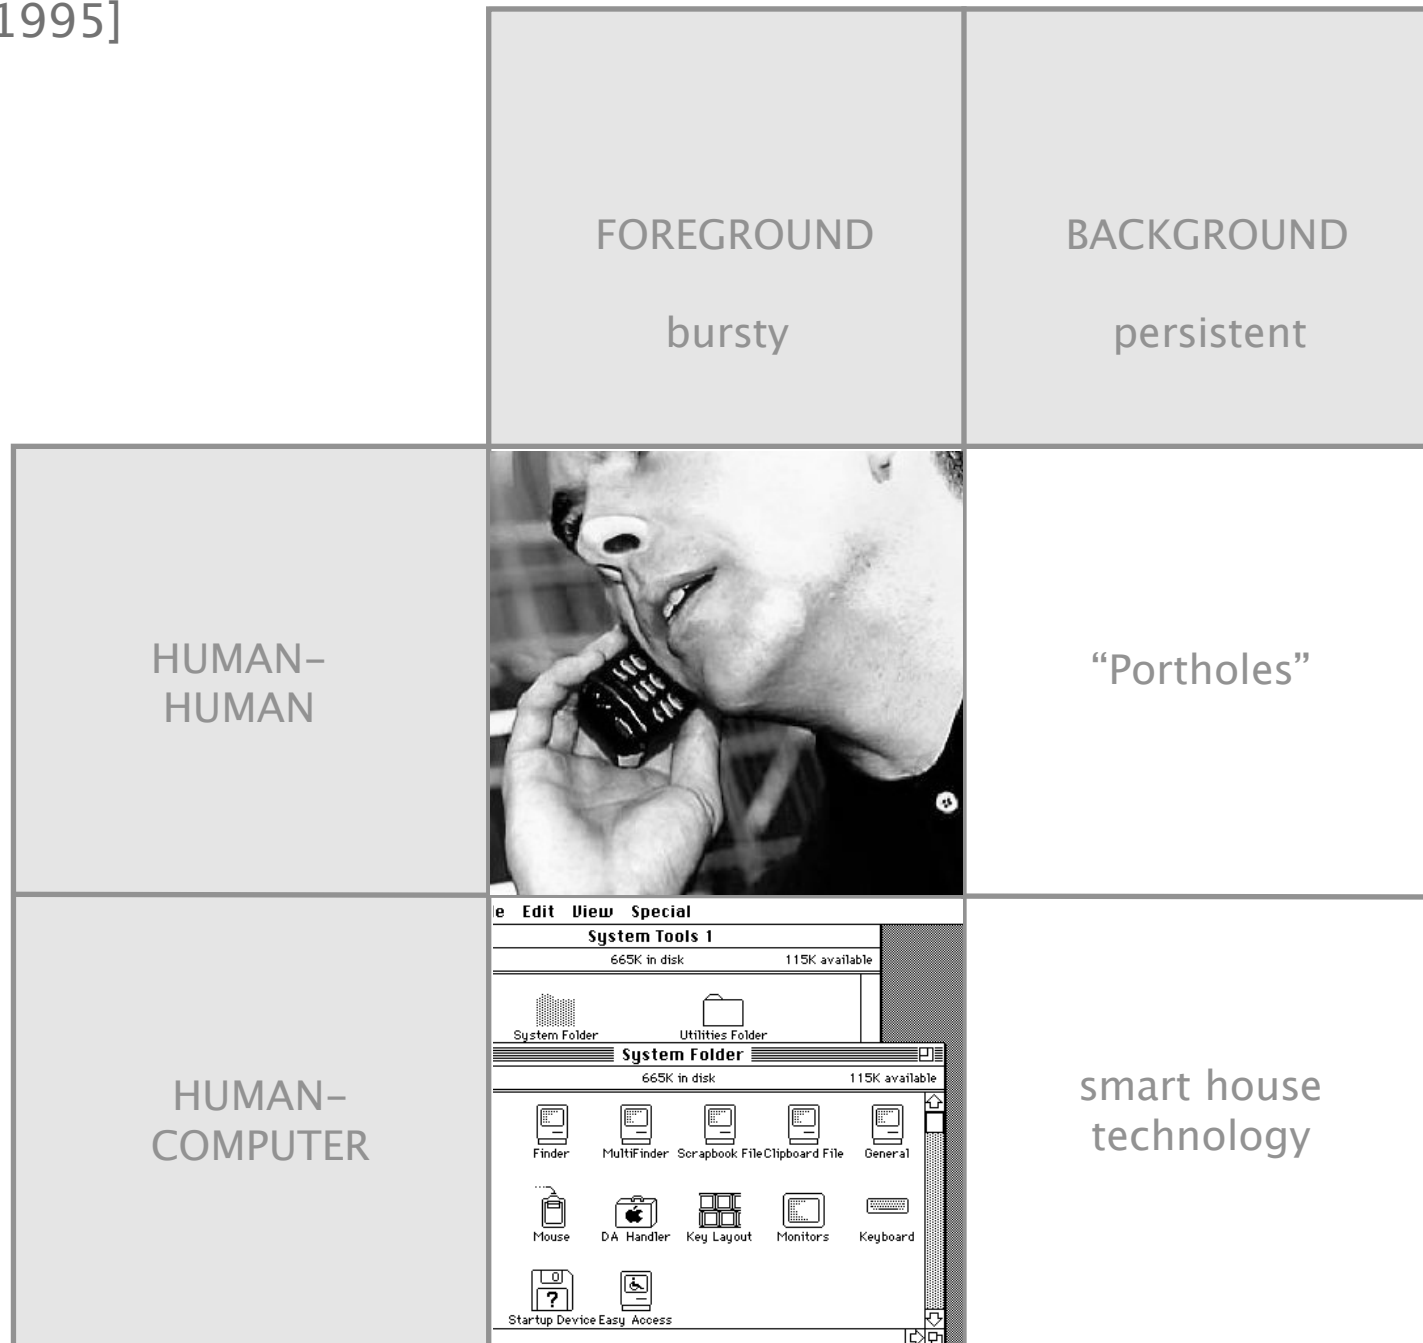 1995]
FOREGROUND
BACKGROUND
bursty
persistent
HUMAN-
HUMAN
“Portholes”
HUMAN-
COMPUTER
e Edit View Special
System Tools 1
665K in disk 115K available
System Folder Utilities Folder
System Folder
665K in disk 115K available
Finder MultiFinder Scrapbook File Clipboard File General
Mouse DA Handler Key Layout Monitors Keyboard
Startup Device Easy Access
smart house
technology